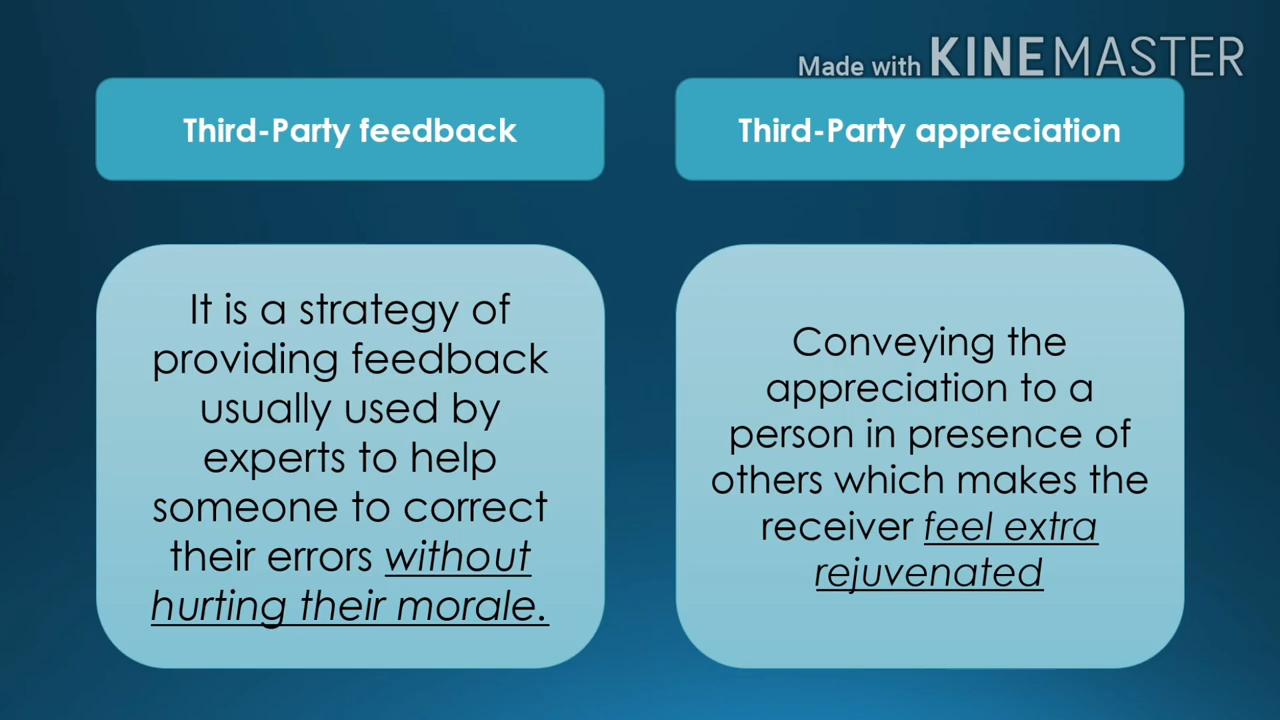 Made with KINEMASTER
Third-Party feedback
Third-Party appreciation
It is a strategy of
providing feedback
usually used by
experts to help
someone to correct
their errors without
hurting their morale.
Conveying the
appreciation to a
person in presence of
others which makes the
receiver feel extra
rejuvenated